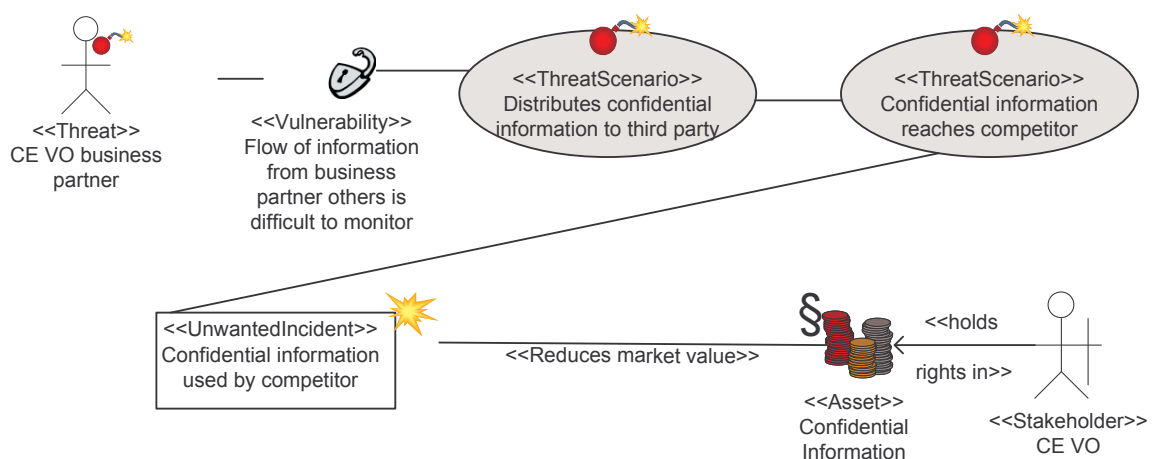 <<Threat>>
CE VO business
partner
<<Vulnerability>>
Flow of information
from business
partner others is
difficult to monitor
<<ThreatScenario>>
Distributes confidential
information to third party
<<ThreatScenario>>
Confidential information
reaches competitor
<<UnwantedIncident>>
Confidential information
used by competitor
<<Reduces market value>>
§
<<Asset>>
Confidential
Information
<<holds
rights in>>
<<Stakeholder>>
CE VO